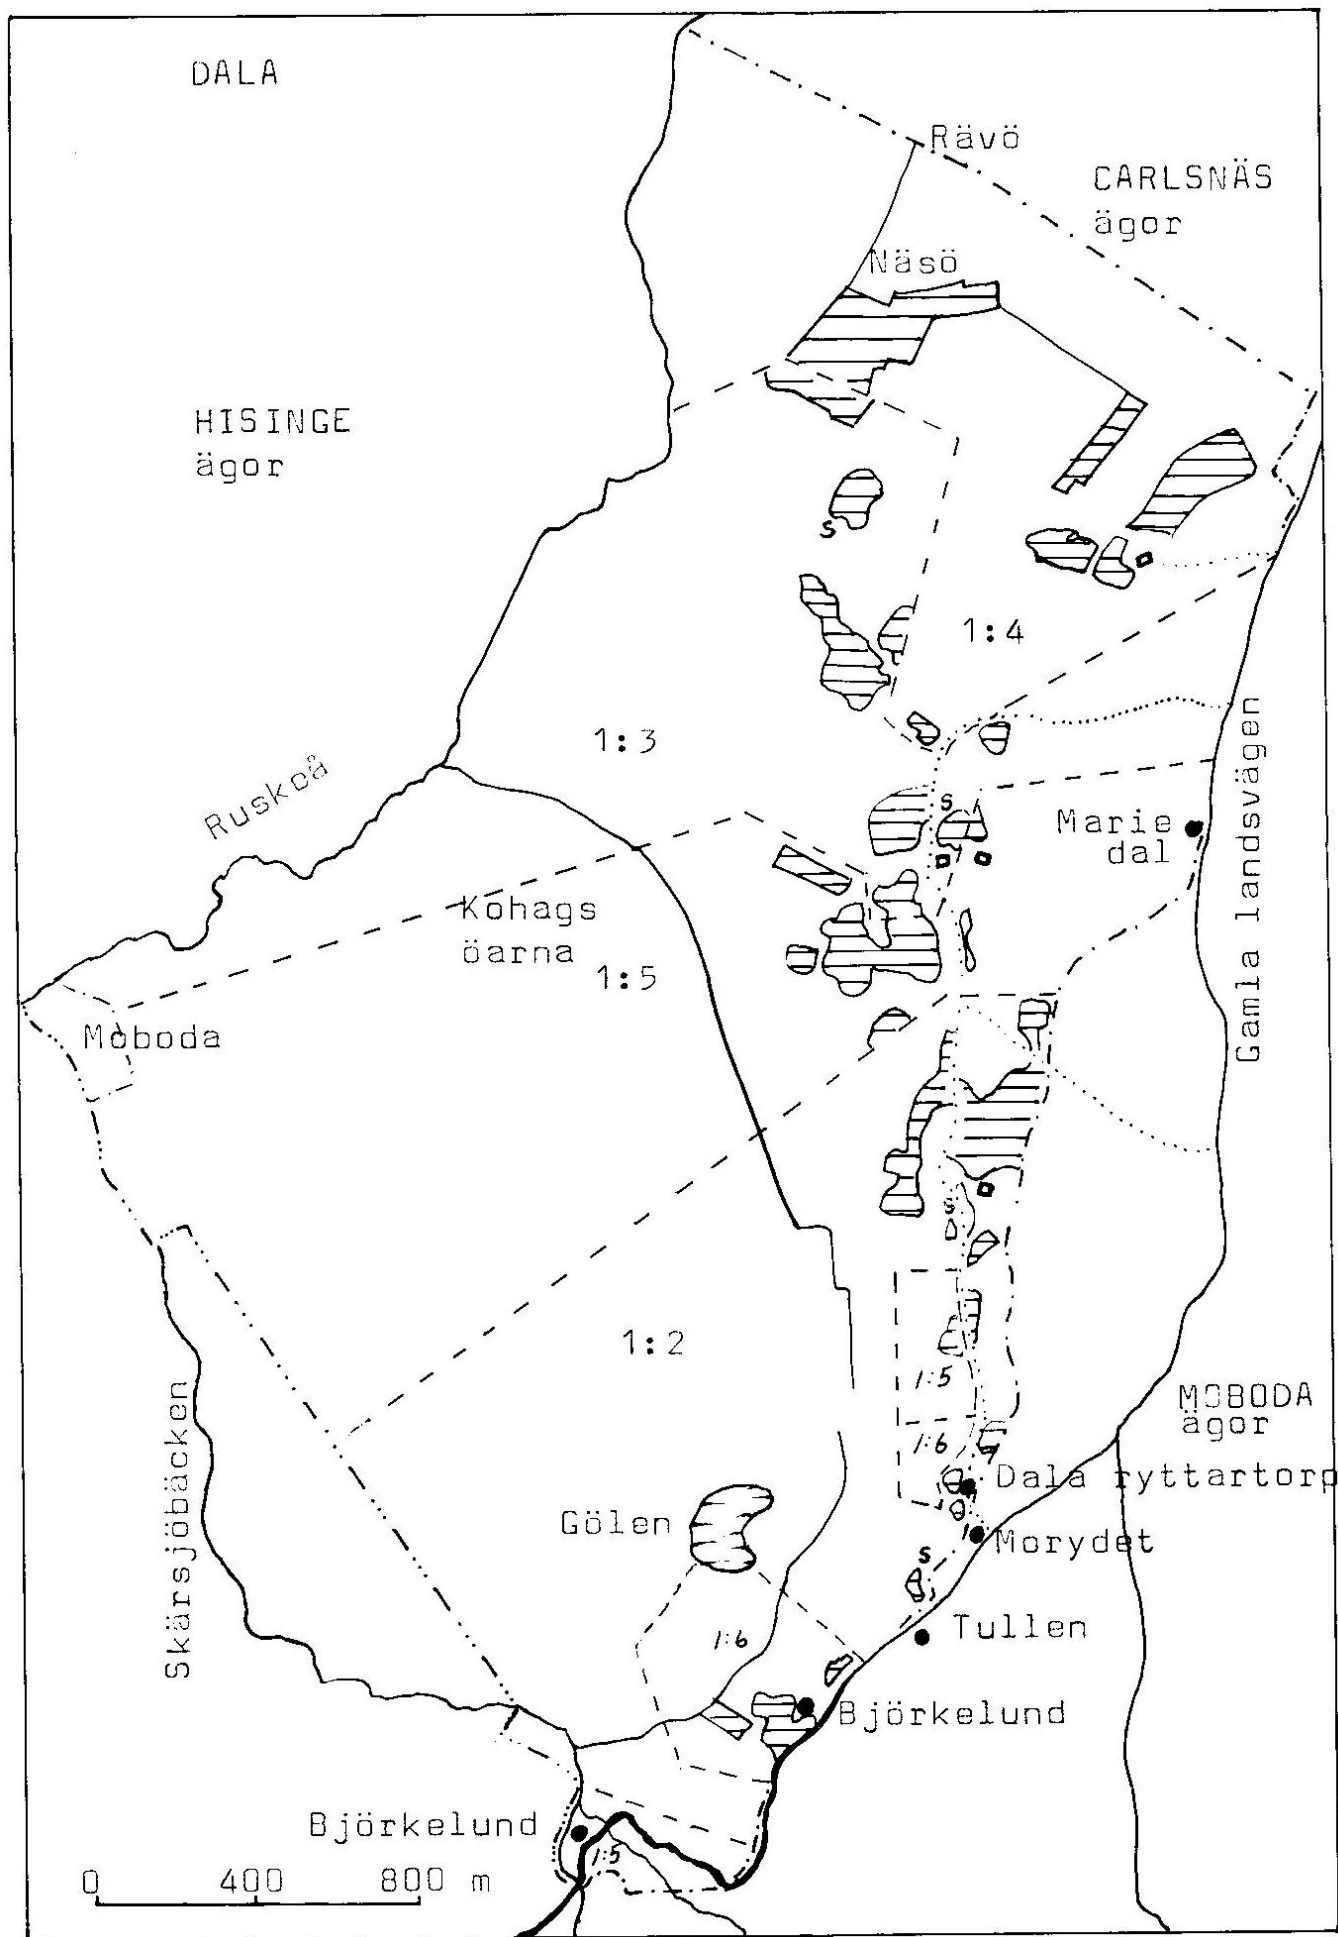 DALA
Rävö
CARLSNÄS
ägor
Näsö
HISINGE
ägor
S
1:4
1:3
Ruskoå
Gamla landsvägen
S
Marie
dal
Kohags
öarna
1:5
Moboda
S
1:2
1:5
MOBODA
ägor
1:6
Dala ryttartorp
Skärsjöbäcken
Gölen
Morydet
S
Tullen
1:6
Björkelund
Björkelund
1:5
0 400 800 m